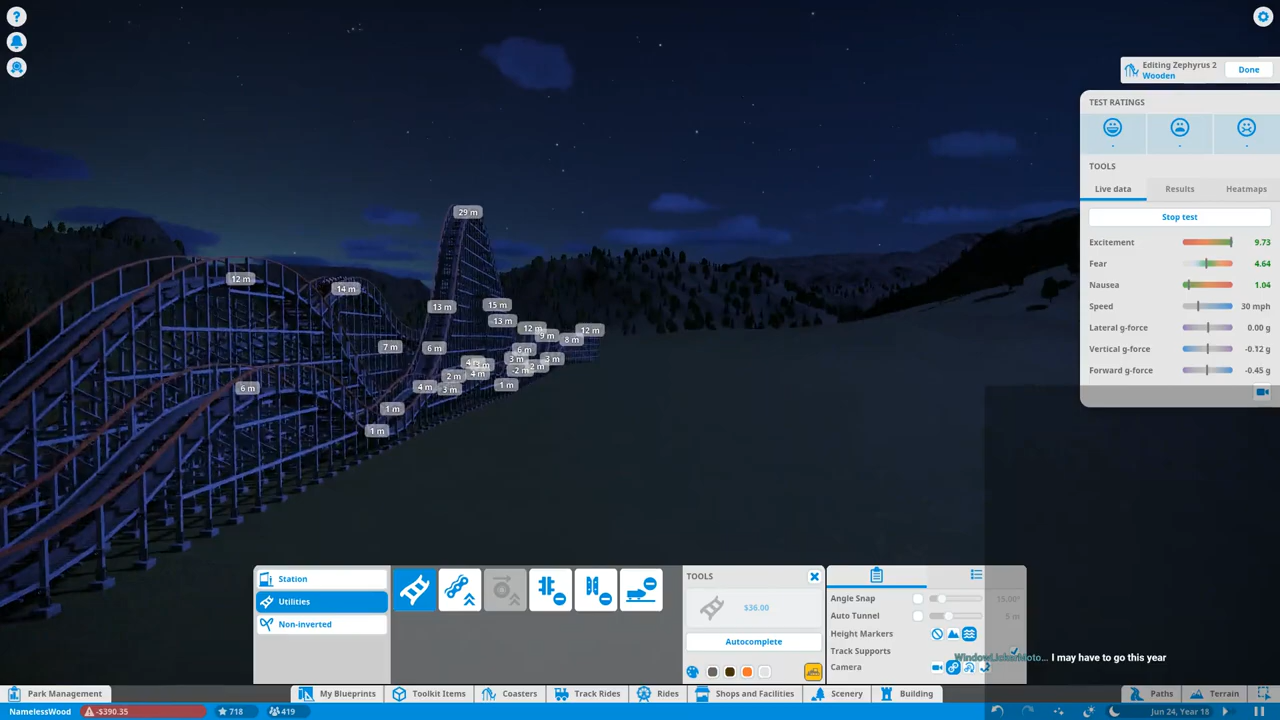 ?
Editing Zephyrus 2
Wooden
Done
TEST RATINGS
-
-
-
TOOLS
Live data
Results
Heatmaps
Stop test
Excitement 9.73
Fear 4.64
Nausea 1.04
Speed 30 mph
Lateral g-force 0.00 g
Vertical g-force -0.12 g
Forward g-force -0.45 g
29 m
12 m
14 m
13 m
15 m
13 m
12 m
9 m
12 m
8 m
7 m
6 m
6 m
3 m
3 m
4 m
2 m
-2 m
2 m
6 m
4 m
3 m
1 m
1 m
1 m
Station
Utilities
Non-inverted
TOOLS
$36.00
Autocomplete
Angle Snap 15.00°
Auto Tunnel 5 m
Height Markers
Track Supports
Camera
I may have to go this year
Park Management
My Blueprints
Toolkit Items
Coasters
Track Rides
Rides
Shops and Facilities
Scenery
Building
Paths
Terrain
NamelessWood
-$390.35
718
419
Jun 24, Year 18